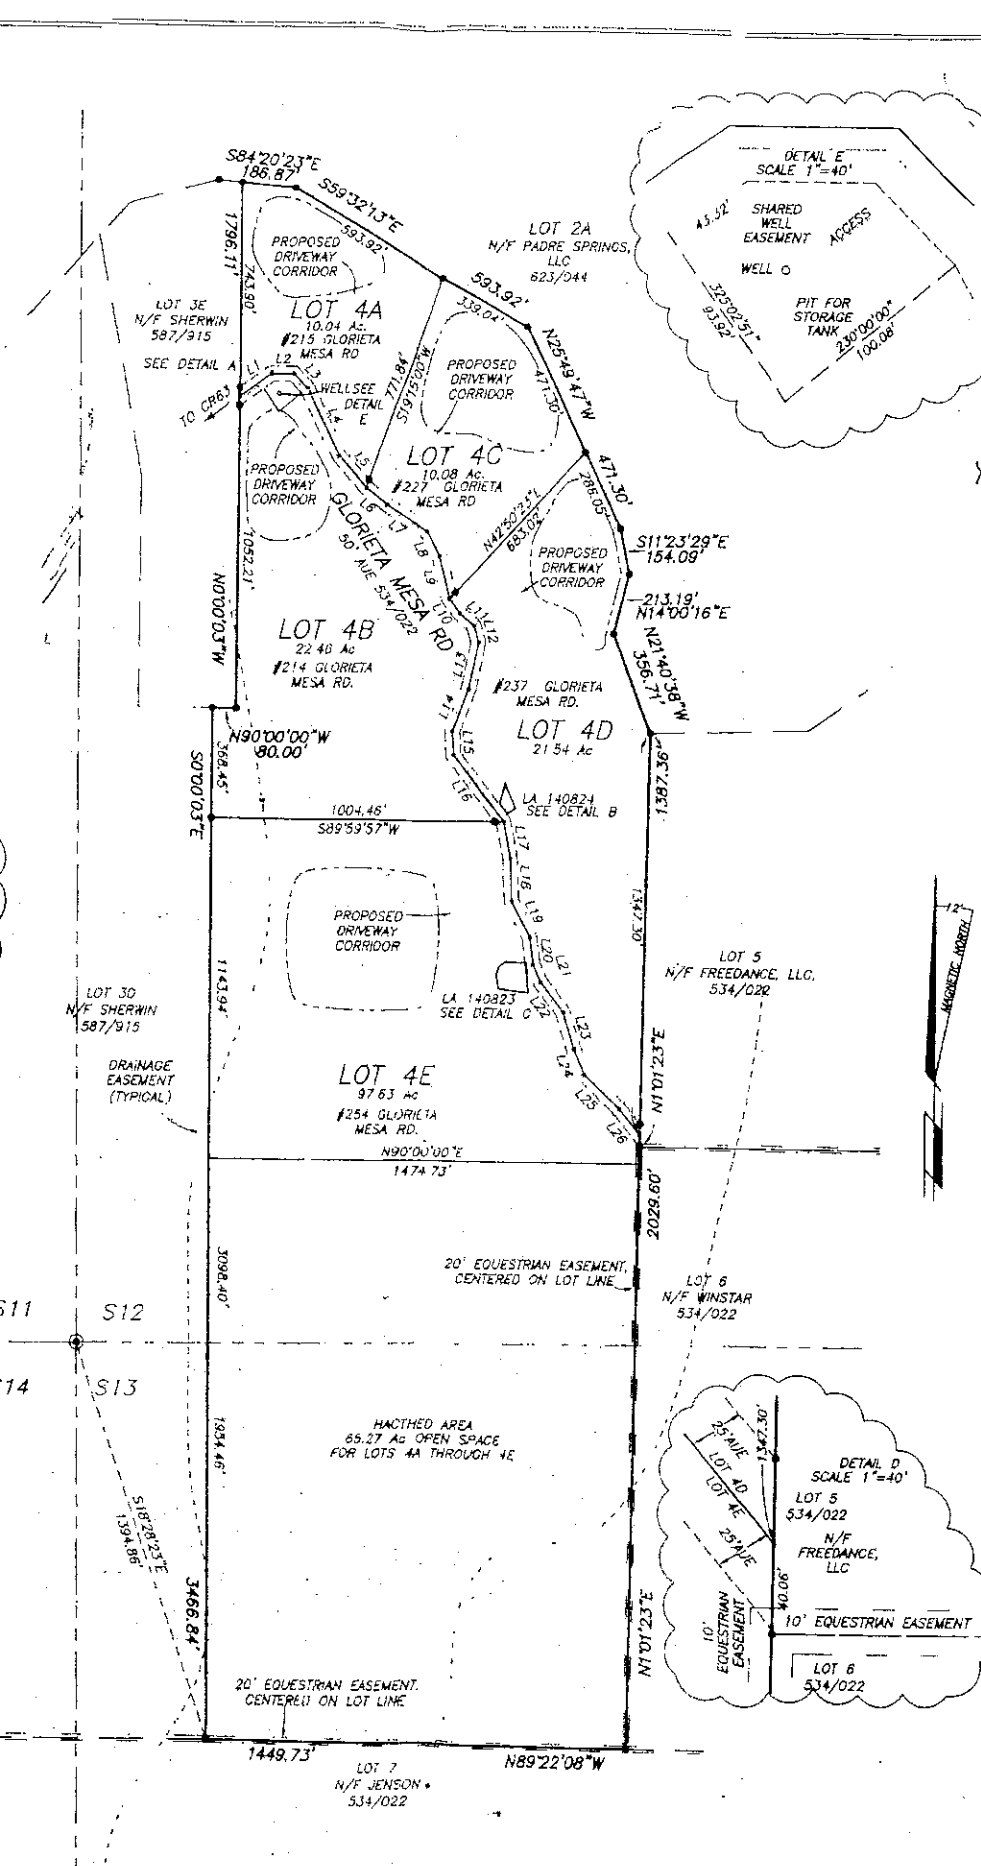 S84°20'23"E
186.87'
S59°32'13"E
593.92'
1796.11'
743.90'
PROPOSED
DRIVEWAY
CORRIDOR
LOT 4A
10.04 Ac.
#215 GLORIETA
MESA RD
LOT 3E
N/F SHERWIN
587/915
SEE DETAIL A
TO CR63
L1
L2
L3
L4
L5
L6
L7
L8
L9
L10
L11
L12
L13
L14
L15
L16
WELL SEE
DETAIL
E
LOT 2A
N/F PADRE SPRINGS,
LLC
623/044
593.92'
339.04'
771.84'
S19°15'00"W
PROPOSED
DRIVEWAY
CORRIDOR
N25°49'47"W
471.30'
DETAIL E
SCALE 1"=40'
45.52'
SHARED
WELL
EASEMENT
ACCESS
WELL
325°02'51"
93.92'
PIT FOR
STORAGE
TANK
230°00'00"
100.08'
LOT 4C
10.08 Ac.
#227 GLORIETA
MESA RD
PROPOSED
DRIVEWAY
CORRIDOR
GLORIETA MESA RD
50' AUE 534/022
471.30'
286.05'
683.03'
PROPOSED
DRIVEWAY
CORRIDOR
S11°23'29"E
154.09'
213.19'
N14°00'16"E
N21°40'38"W
356.71'
1052.21'
N0°00'03"W
LOT 4B
22.46 Ac
#214 GLORIETA
MESA RD.
#237 GLORIETA
MESA RD.
LOT 4D
21.54 Ac
N90°00'00"W
80.00'
368.45'
S0°00'03"E
1387.36'
1004.46'
S89°59'57"W
LA 140824
SEE DETAIL B
L17
L18
L19
L20
L21
L22
L23
L24
L25
L26
1347.30'
PROPOSED
DRIVEWAY
CORRIDOR
LOT 5
N/F FREEDANCE, LLC,
534/022
12°
MAGNETIC NORTH
LOT 3D
N/F SHERWIN
587/915
1143.94'
LA 140823
SEE DETAIL C
DRAINAGE
EASEMENT
(TYPICAL)
LOT 4E
97.63 Ac
#254 GLORIETA
MESA RD.
N1°01'23"E
N90°00'00"E
1474.73'
2029.60'
3098.40'
20' EQUESTRIAN EASEMENT,
CENTERED ON LOT LINE
LOT 6
N/F WINSTAR
534/022
S11
S12
14
S13
HACTHED AREA
65.27 Ac OPEN SPACE
FOR LOTS 4A THROUGH 4E
1954.46'
S18°28'23"E
1394.86'
3466.84'
25' AUE
1347.30'
LOT 4D
LOT 4E
25' AUE
DETAIL D
SCALE 1"=40'
LOT 5
534/022
N/F
FREEDANCE,
LLC
40.06'
10'
EQUESTRIAN
EASEMENT
10' EQUESTRIAN EASEMENT
LOT 6
534/022
N1°01'23"E
20' EQUESTRIAN EASEMENT.
CENTERED ON LOT LINE
1449.73'
N89°22'08"W
LOT 7
N/F JENSON
534/022